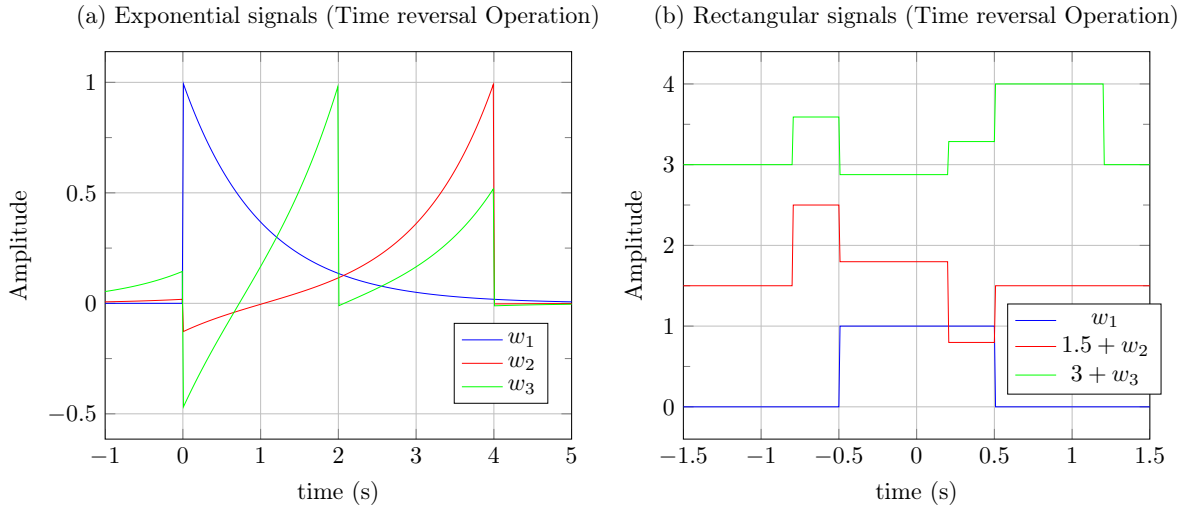 (a) Exponential signals (Time reversal Operation)
1
0.5
0
−0.5
−1
0
1
2
3
4
5
Amplitude
time (s)
w₁
w₂
w₃
(b) Rectangular signals (Time reversal Operation)
4
3
2
1
0
−1.5
−1
−0.5
0
0.5
1
1.5
Amplitude
time (s)
w₁
1.5 + w₂
3 + w₃